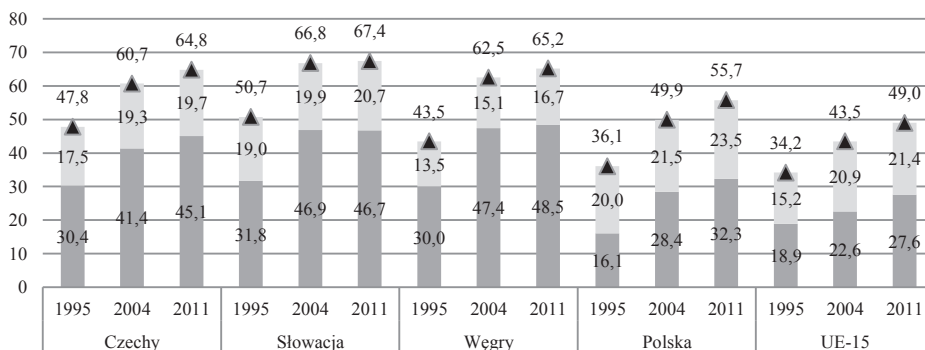 80
70
60
50
40
30
20
10
0
47,8 60,7 64,8 50,7 66,8 67,4 43,5 62,5 65,2 36,1 49,9 55,7 34,2 43,5 49,0
17,5 19,3 19,7 19,0 19,9 20,7 13,5 15,1 16,7 20,0 21,5 23,5 15,2 20,9 21,4
30,4 41,4 45,1 31,8 46,9 46,7 30,0 47,4 48,5 16,1 28,4 32,3 18,9 22,6 27,6
1995 2004 2011 1995 2004 2011 1995 2004 2011 1995 2004 2011 1995 2004 2011
Czechy Słowacja Węgry Polska UE-15